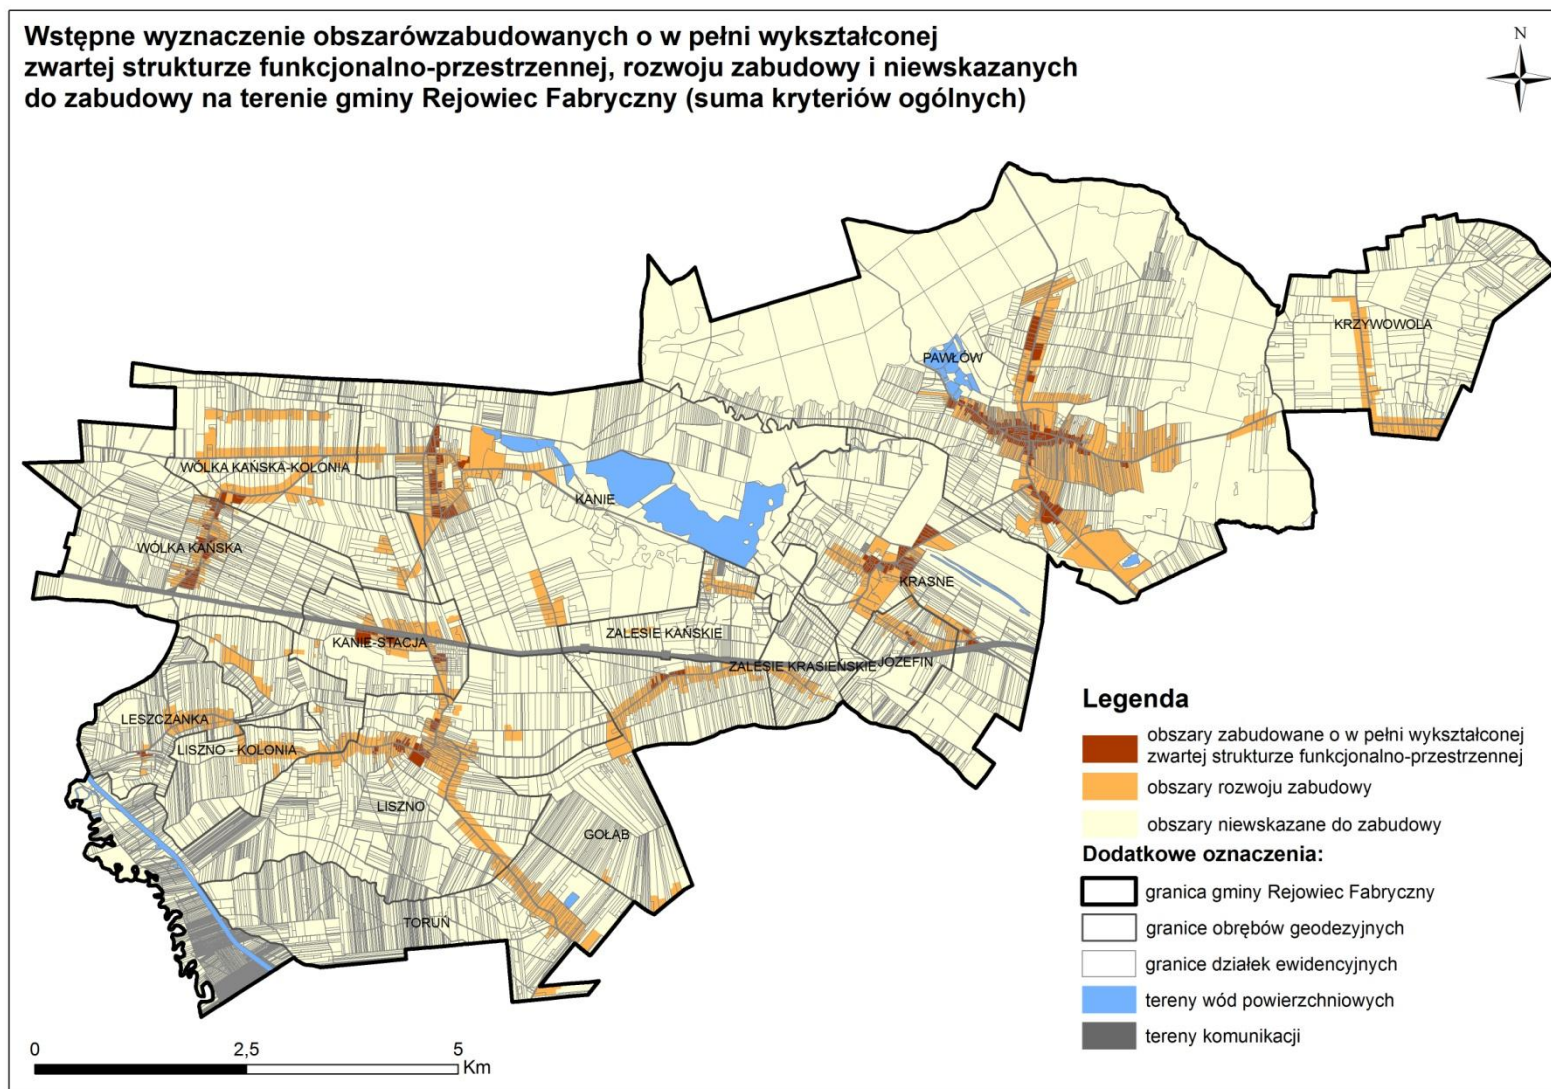 Wstępne wyznaczenie obszarówzabudowanych o w pełni wykształconej
zwartej strukturze funkcjonalno-przestrzennej, rozwoju zabudowy i niewskazanych
do zabudowy na terenie gminy Rejowiec Fabryczny (suma kryteriów ogólnych)
N
KRZYWOWOLA
PAWŁÓW
WÓLKA KAŃSKA-KOLONIA
KANIE
WÓLKA KAŃSKA
KRASNE
KANIE-STACJA
ZALESIE KAŃSKIE
ZALESIE KRASIEŃSKIE
JÓZEFIN
LESZCZANKA
LISZNO - KOLONIA
LISZNO
GOŁĄB
TORUŃ
Legenda
obszary zabudowane o w pełni wykształconej
zwartej strukturze funkcjonalno-przestrzennej
obszary rozwoju zabudowy
obszary niewskazane do zabudowy
Dodatkowe oznaczenia:
granica gminy Rejowiec Fabryczny
granice obrębów geodezyjnych
granice działek ewidencyjnych
tereny wód powierzchniowych
tereny komunikacji
0 2,5 5
Km